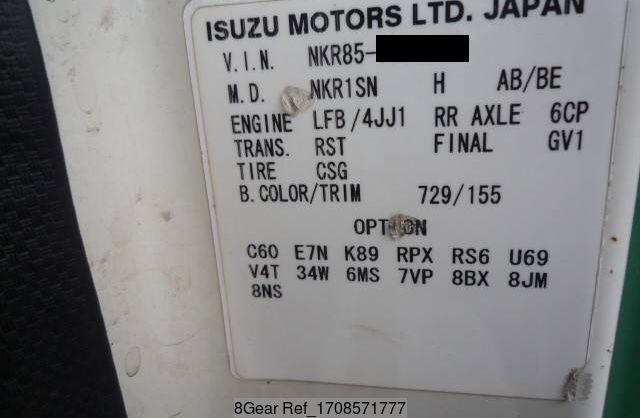 ISUZU MOTORS LTD. JAPAN
V.I.N. NKR85-
M.D. NKR1SN H AB/BE
ENGINE LFB/4JJ1 RR AXLE 6CP
TRANS. RST FINAL GV1
TIRE CSG
B.COLOR/TRIM 729/155
OPTION
C60 E7N K89 RPX RS6 U69
V4T 34W 6MS 7VP 8BX 8JM
8NS
8Gear Ref_1708571777